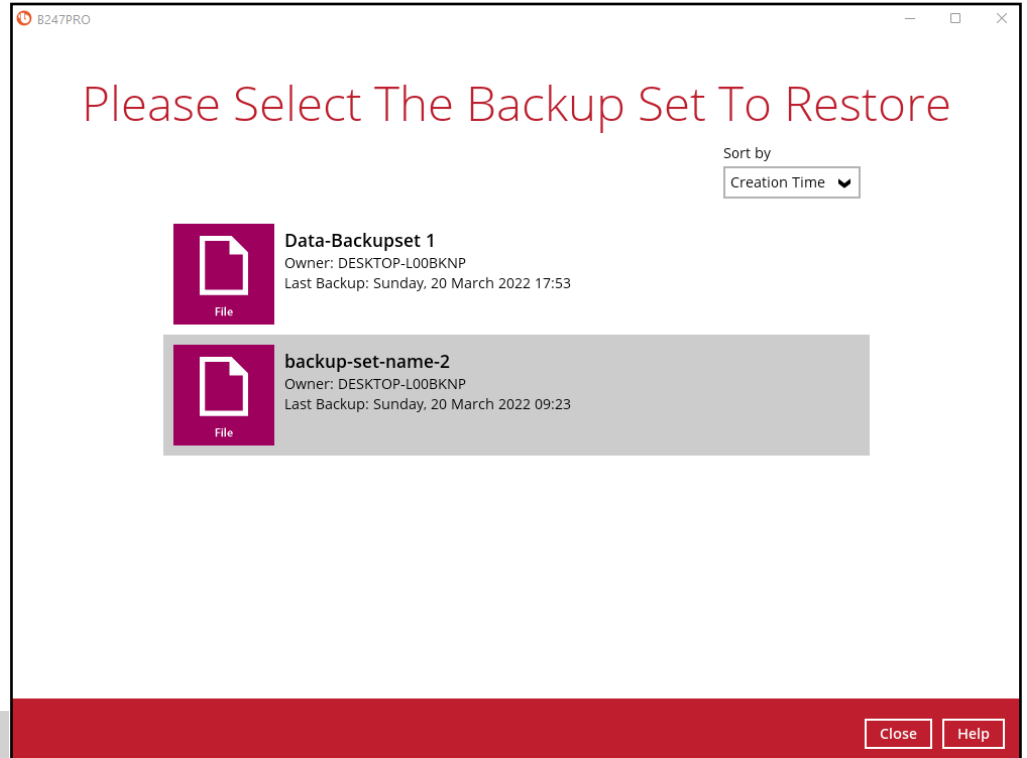 B247PRO
Please Select The Backup Set To Restore
Sort by
Creation Time
Data-Backupset 1
Owner: DESKTOP-L00BKNP
Last Backup: Sunday, 20 March 2022 17:53
File
backup-set-name-2
Owner: DESKTOP-L00BKNP
Last Backup: Sunday, 20 March 2022 09:23
File
Close
Help